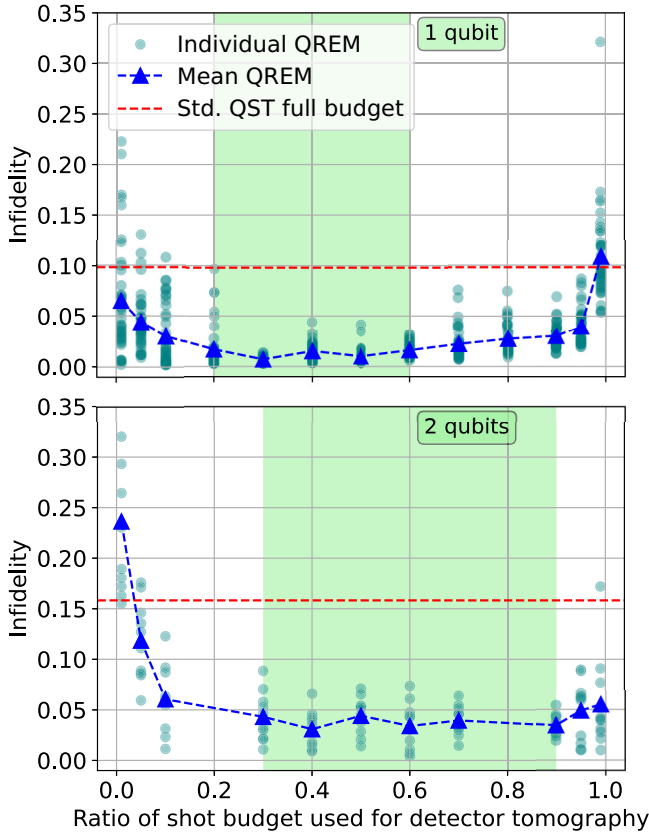 0.35
0.30
0.25
0.20
0.15
0.10
0.05
0.00
Infidelity
Individual QREM
Mean QREM
Std. QST full budget
1 qubit
0.35
0.30
0.25
0.20
0.15
0.10
0.05
0.00
Infidelity
2 qubits
0.0 0.2 0.4 0.6 0.8 1.0
Ratio of shot budget used for detector tomography